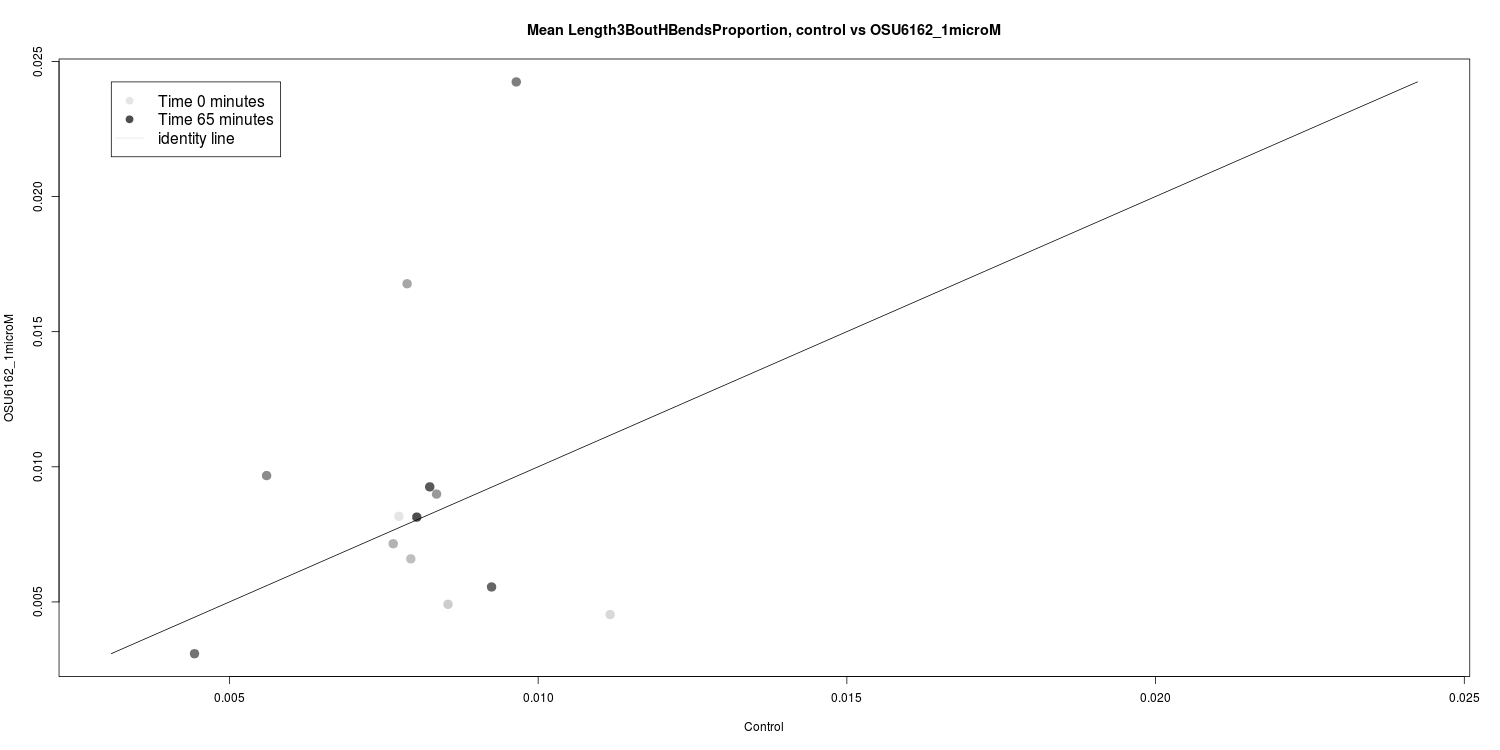 Mean Length3BoutHBendsProportion, control vs OSU6162_1microM
Time 0 minutes
Time 65 minutes
identity line
OSU6162_1microM
0.025
0.020
0.015
0.010
0.005
0.005
0.010
0.015
0.020
0.025
Control